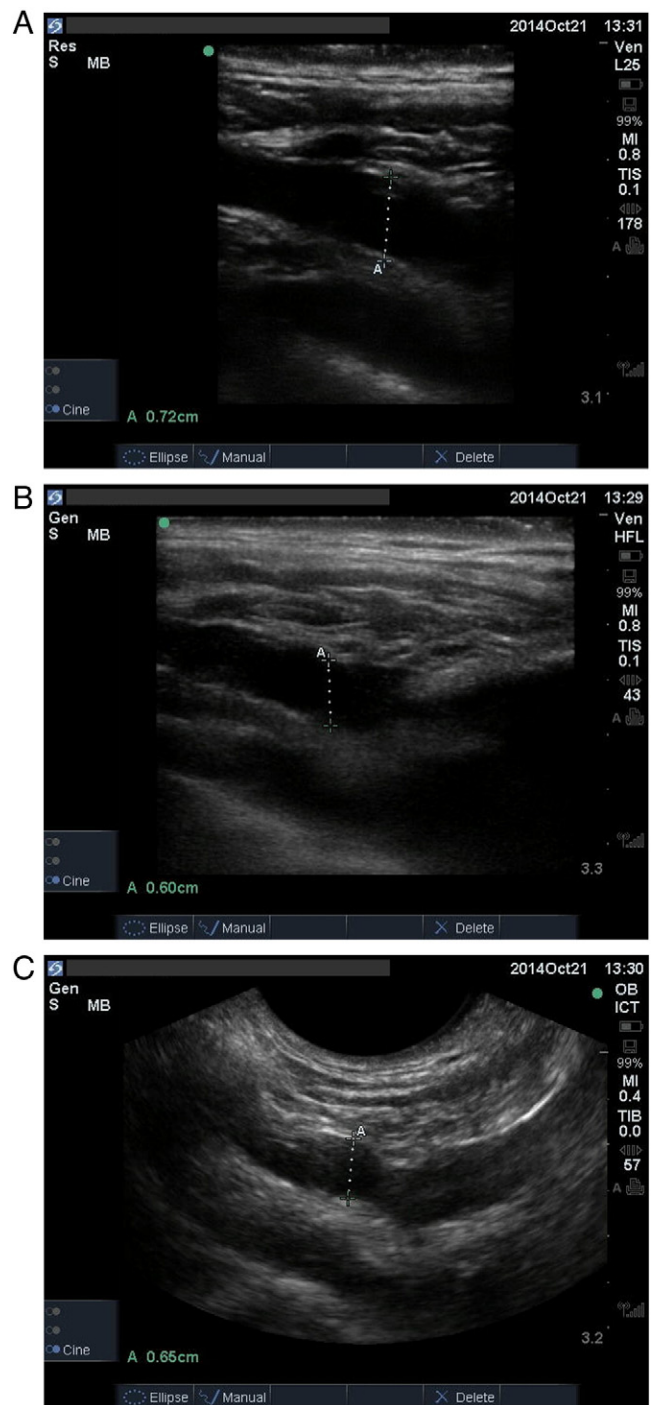 A
2014Oct21 13:31
Res
S MB
Ven
L25
99%
MI
0.8
TIS
0.1
178
A
A
3.1
Cine
A 0.72cm
Ellipse Manual Delete
B
2014Oct21 13:29
Gen
S MB
Ven
HFL
99%
MI
0.8
TIS
0.1
43
A
A
3.3
Cine
A 0.60cm
Ellipse Manual Delete
C
2014Oct21 13:30
Gen
S MB
OB
ICT
99%
MI
0.4
TIB
0.0
57
A
A
3.2
Cine
A 0.65cm
Ellipse Manual Delete